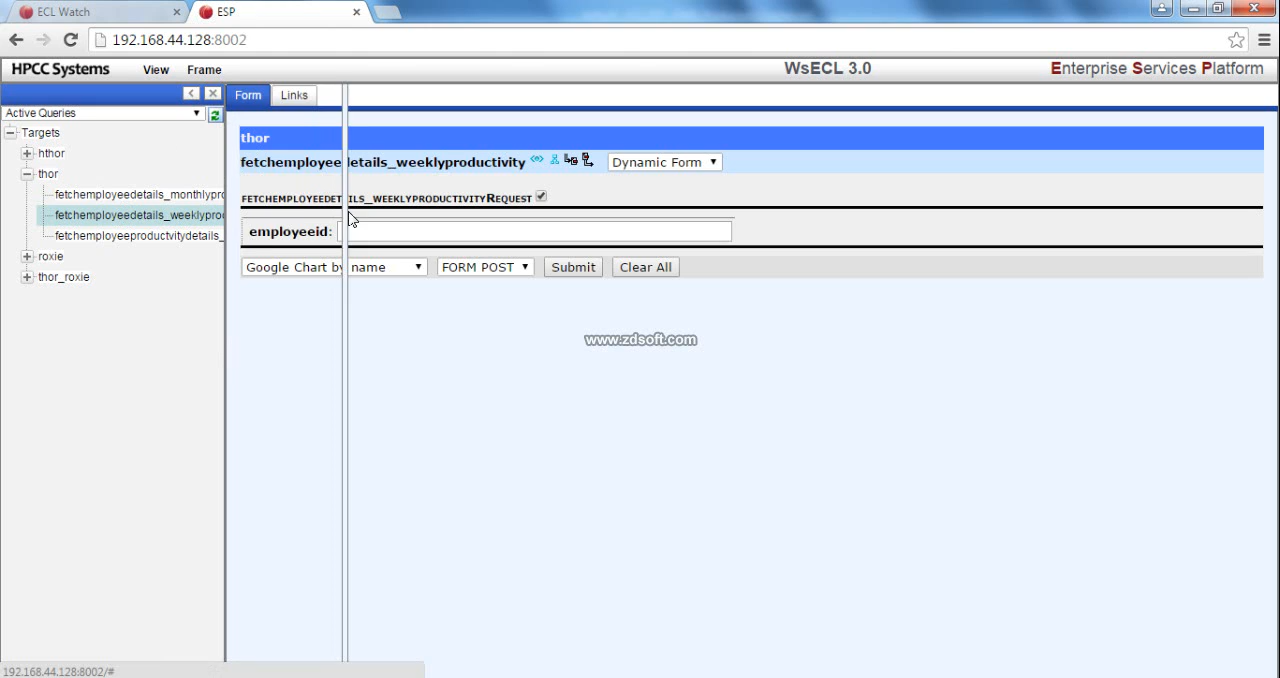 ECL Watch
ESP
192.168.44.128:8002
HPCC Systems View Frame WsECL 3.0 Enterprise Services Platform
Form Links
Active Queries
Targets
hthor
thor
fetchemployeedetails_monthlypro
fetchemployeedetails_weeklyprod
fetchemployeeproductvitydetails_
roxie
thor_roxie
thor
fetchemployeedetails_weeklyproductivity Dynamic Form
FETCHEMPLOYEEDETAILS_WEEKLYPRODUCTIVITYREQUEST
employeeid:
Google Chart by name FORM POST Submit Clear All
www.zdsoft.com
192.168.44.128:8002/#